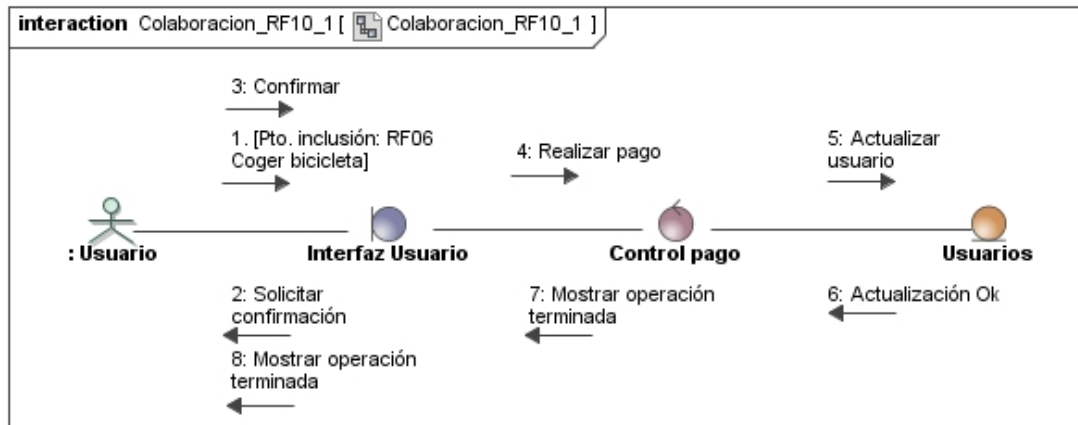 interaction Colaboracion_RF10_1 [ Colaboracion_RF10_1 ]
3: Confirmar
1. [Pto. inclusión: RF06
Coger bicicleta]
4: Realizar pago
5: Actualizar
usuario
: Usuario
Interfaz Usuario
Control pago
Usuarios
2: Solicitar
confirmación
7: Mostrar operación
terminada
6: Actualización Ok
8: Mostrar operación
terminada